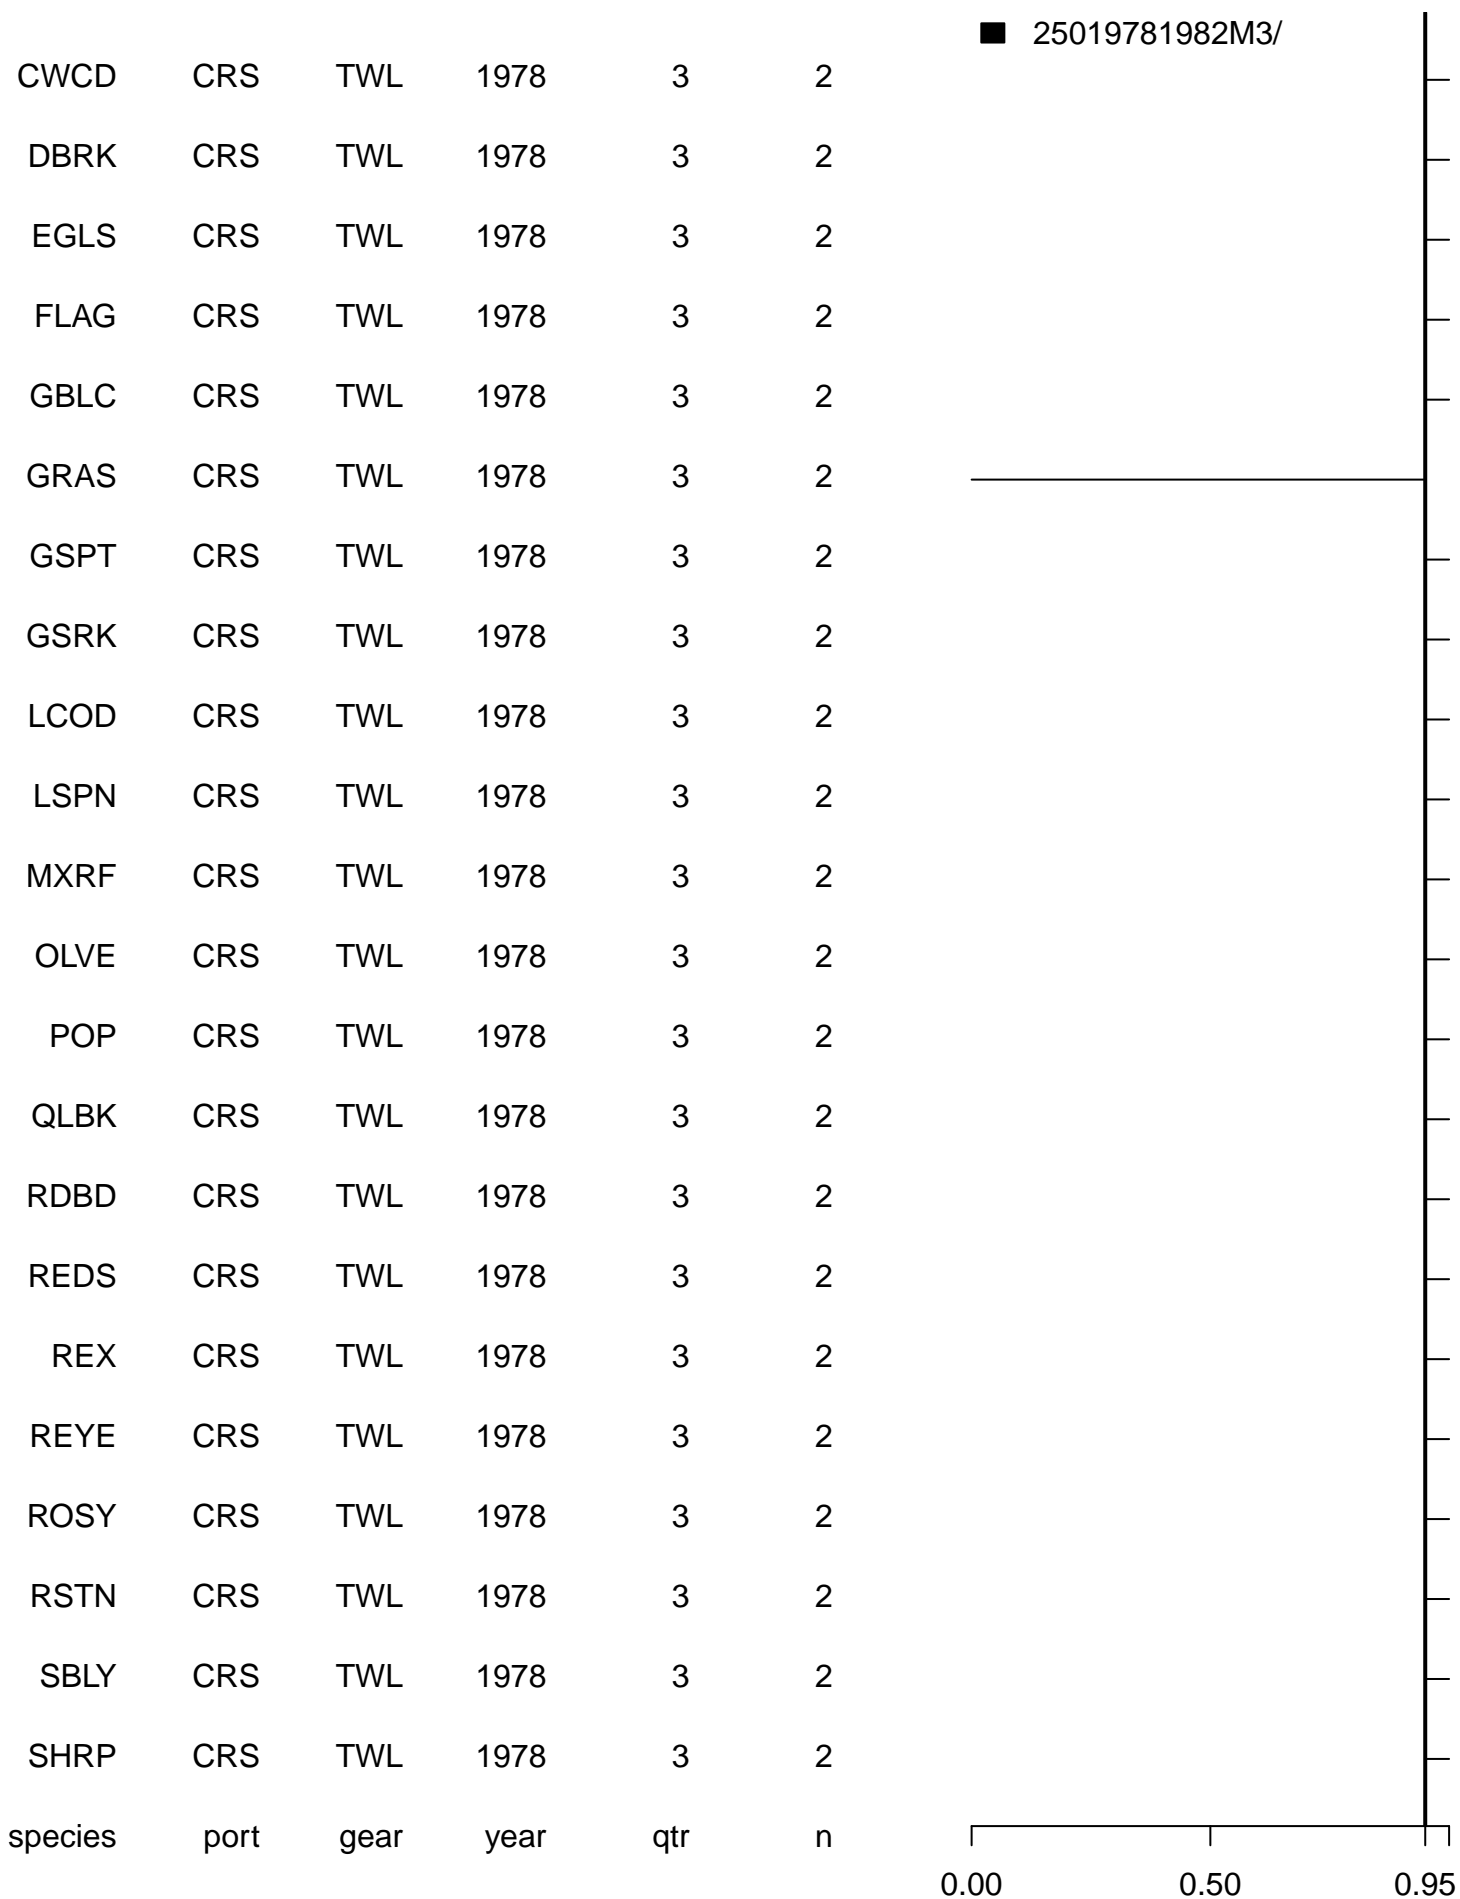 25019781982M3/
CWCD CRS TWL 1978 3 2
DBRK CRS TWL 1978 3 2
EGLS CRS TWL 1978 3 2
FLAG CRS TWL 1978 3 2
GBLC CRS TWL 1978 3 2
GRAS CRS TWL 1978 3 2
GSPT CRS TWL 1978 3 2
GSRK CRS TWL 1978 3 2
LCOD CRS TWL 1978 3 2
LSPN CRS TWL 1978 3 2
MXRF CRS TWL 1978 3 2
OLVE CRS TWL 1978 3 2
POP CRS TWL 1978 3 2
QLBK CRS TWL 1978 3 2
RDBD CRS TWL 1978 3 2
REDS CRS TWL 1978 3 2
REX CRS TWL 1978 3 2
REYE CRS TWL 1978 3 2
ROSY CRS TWL 1978 3 2
RSTN CRS TWL 1978 3 2
SBLY CRS TWL 1978 3 2
SHRP CRS TWL 1978 3 2
species port gear year qtr n
0.00 0.50 0.95